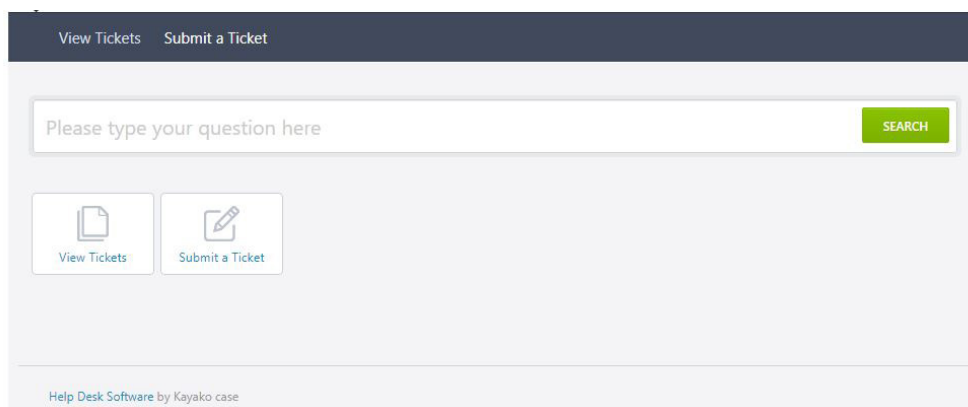 View Tickets Submit a Ticket
Please type your question here SEARCH
View Tickets Submit a Ticket
Help Desk Software by Kayako case